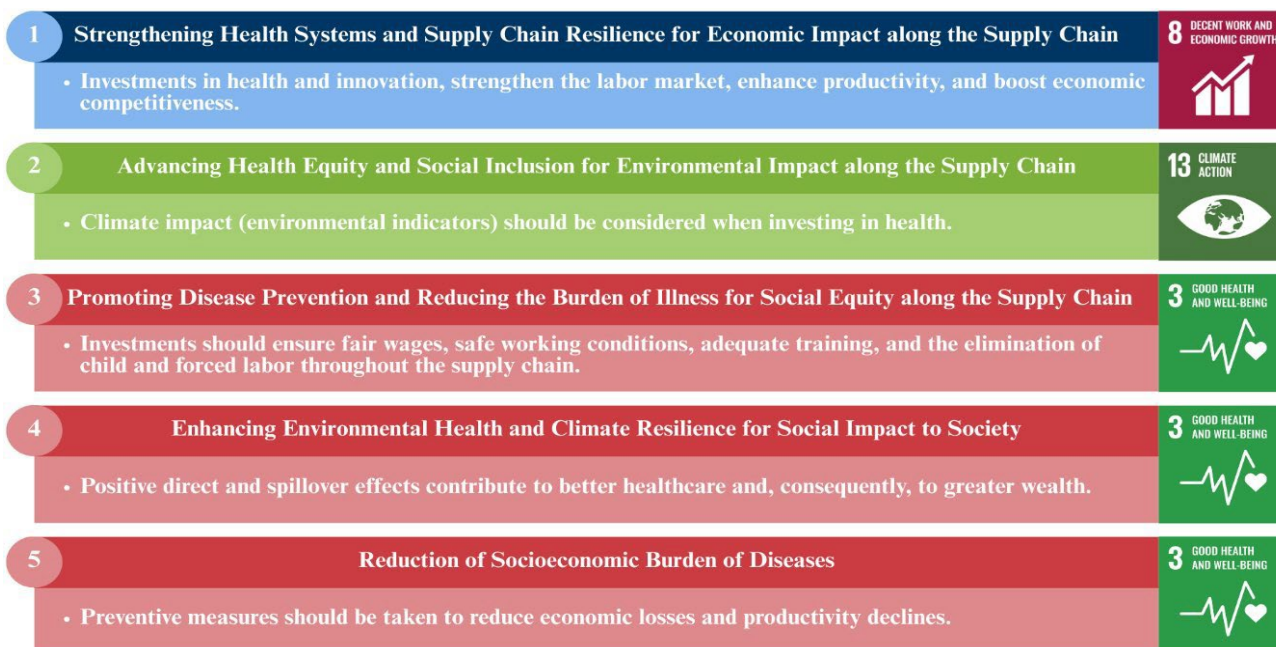 1
Strengthening Health Systems and Supply Chain Resilience for Economic Impact along the Supply Chain
8 DECENT WORK AND
ECONOMIC GROWTH
• Investments in health and innovation, strengthen the labor market, enhance productivity, and boost economic
competitiveness.
2
Advancing Health Equity and Social Inclusion for Environmental Impact along the Supply Chain
13 CLIMATE
ACTION
• Climate impact (environmental indicators) should be considered when investing in health.
3
Promoting Disease Prevention and Reducing the Burden of Illness for Social Equity along the Supply Chain
3 GOOD HEALTH
AND WELL-BEING
• Investments should ensure fair wages, safe working conditions, adequate training, and the elimination of
child and forced labor throughout the supply chain.
4
Enhancing Environmental Health and Climate Resilience for Social Impact to Society
3 GOOD HEALTH
AND WELL-BEING
• Positive direct and spillover effects contribute to better healthcare and, consequently, to greater wealth.
5
Reduction of Socioeconomic Burden of Diseases
3 GOOD HEALTH
AND WELL-BEING
• Preventive measures should be taken to reduce economic losses and productivity declines.